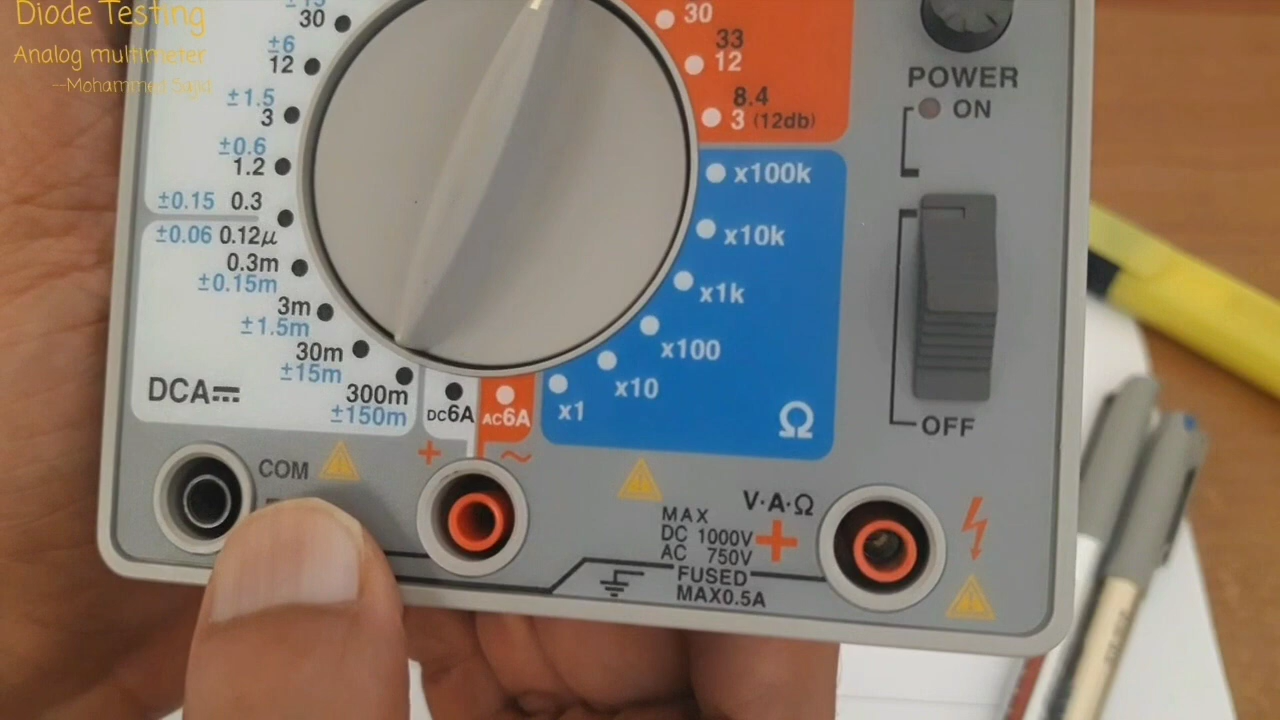 Diode Testing
Analog multimeter
--Mohammed Sajid
±15
30
±6
12
±1.5
3
±0.6
1.2
±0.15 0.3
±0.06 0.12µ
0.3m
±0.15m
3m
±1.5m
30m
±15m
300m
±150m
DCA
DC6A
AC6A
30
33
12
8.4
3 (12db)
x100k
x10k
x1k
x100
x10
x1
Ω
POWER
ON
OFF
COM
+
~
V·A·Ω
MAX
DC 1000V
AC 750V
+
FUSED
MAX0.5A